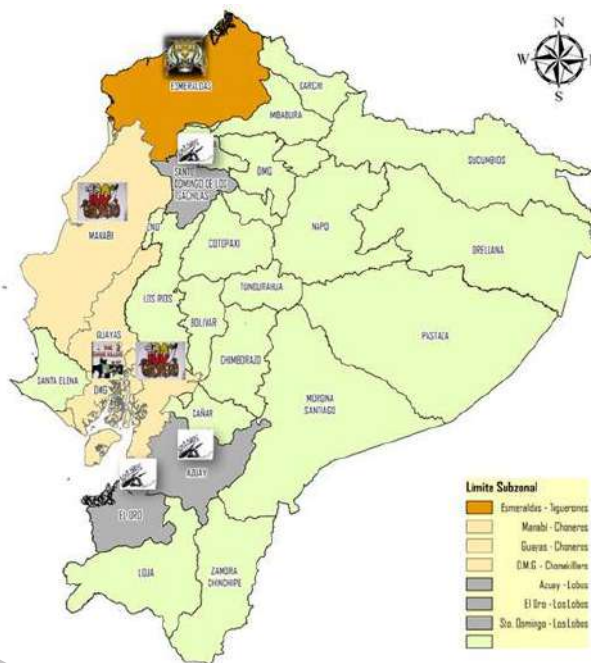 N
W E
S
ESMERALDAS
CARCHI
IMBABURA
SUCUMBIOS
SANTO
DOMINGO DE LOS
TSACHILAS
DMQ
MANABI
NAPO
ORELLANA
COTOPAXI
LOS RIOS
TUNGURAHUA
GUAYAS
BOLIVAR
PASTAZA
SANTA ELENA
CHIMBORAZO
DMG
MORONA
SANTIAGO
CAÑAR
AZUAY
EL ORO
LOJA
ZAMORA
CHINCHIPE
Límite Subzonal
Esmeraldas - Tiguerones
Manabí - Choneros
Guayas - Choneros
D.M.G - Chonekillers
Azuay - Lobos
El Oro - Los Lobos
Sto. Domingo - Los Lobos